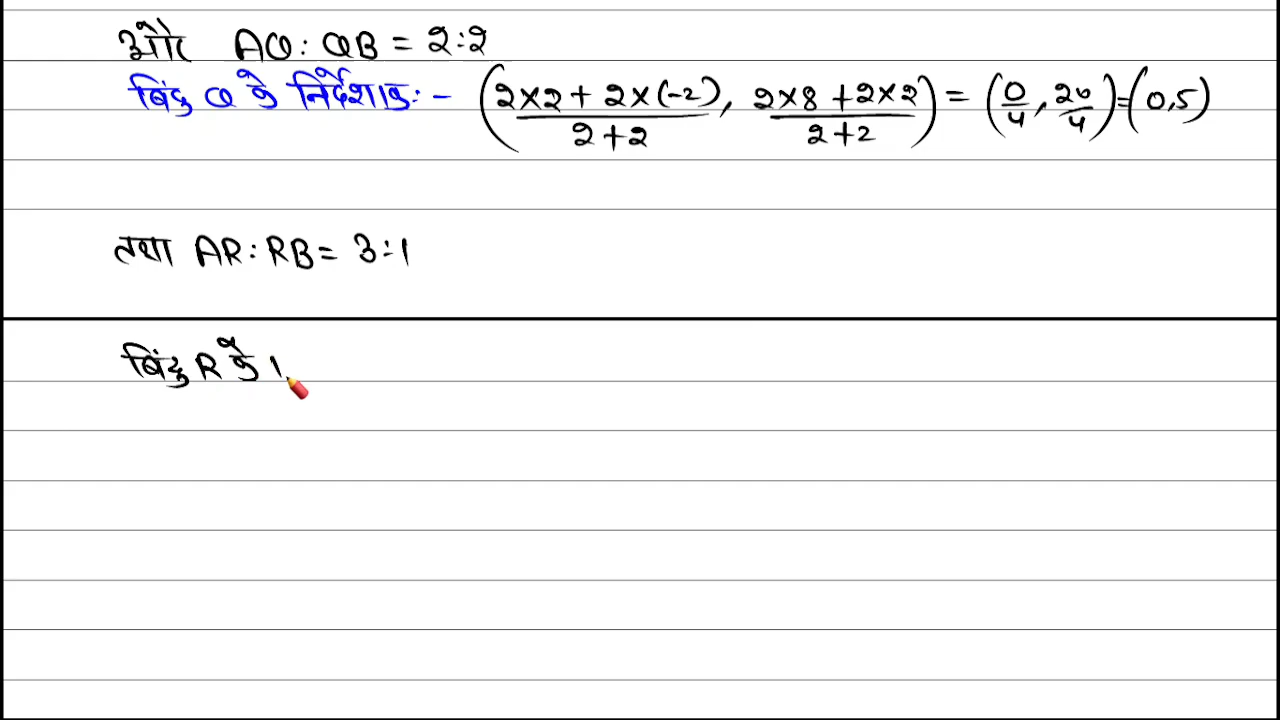 और AQ : QB = 2:2
बिंदु Q के निर्देशांक :- (2×2 + 2×(-2)/2+2, 2×8 + 2×2/2+2) = (0/4, 20/4) = (0,5)
तथा AR : RB = 3:1
बिंदु R के